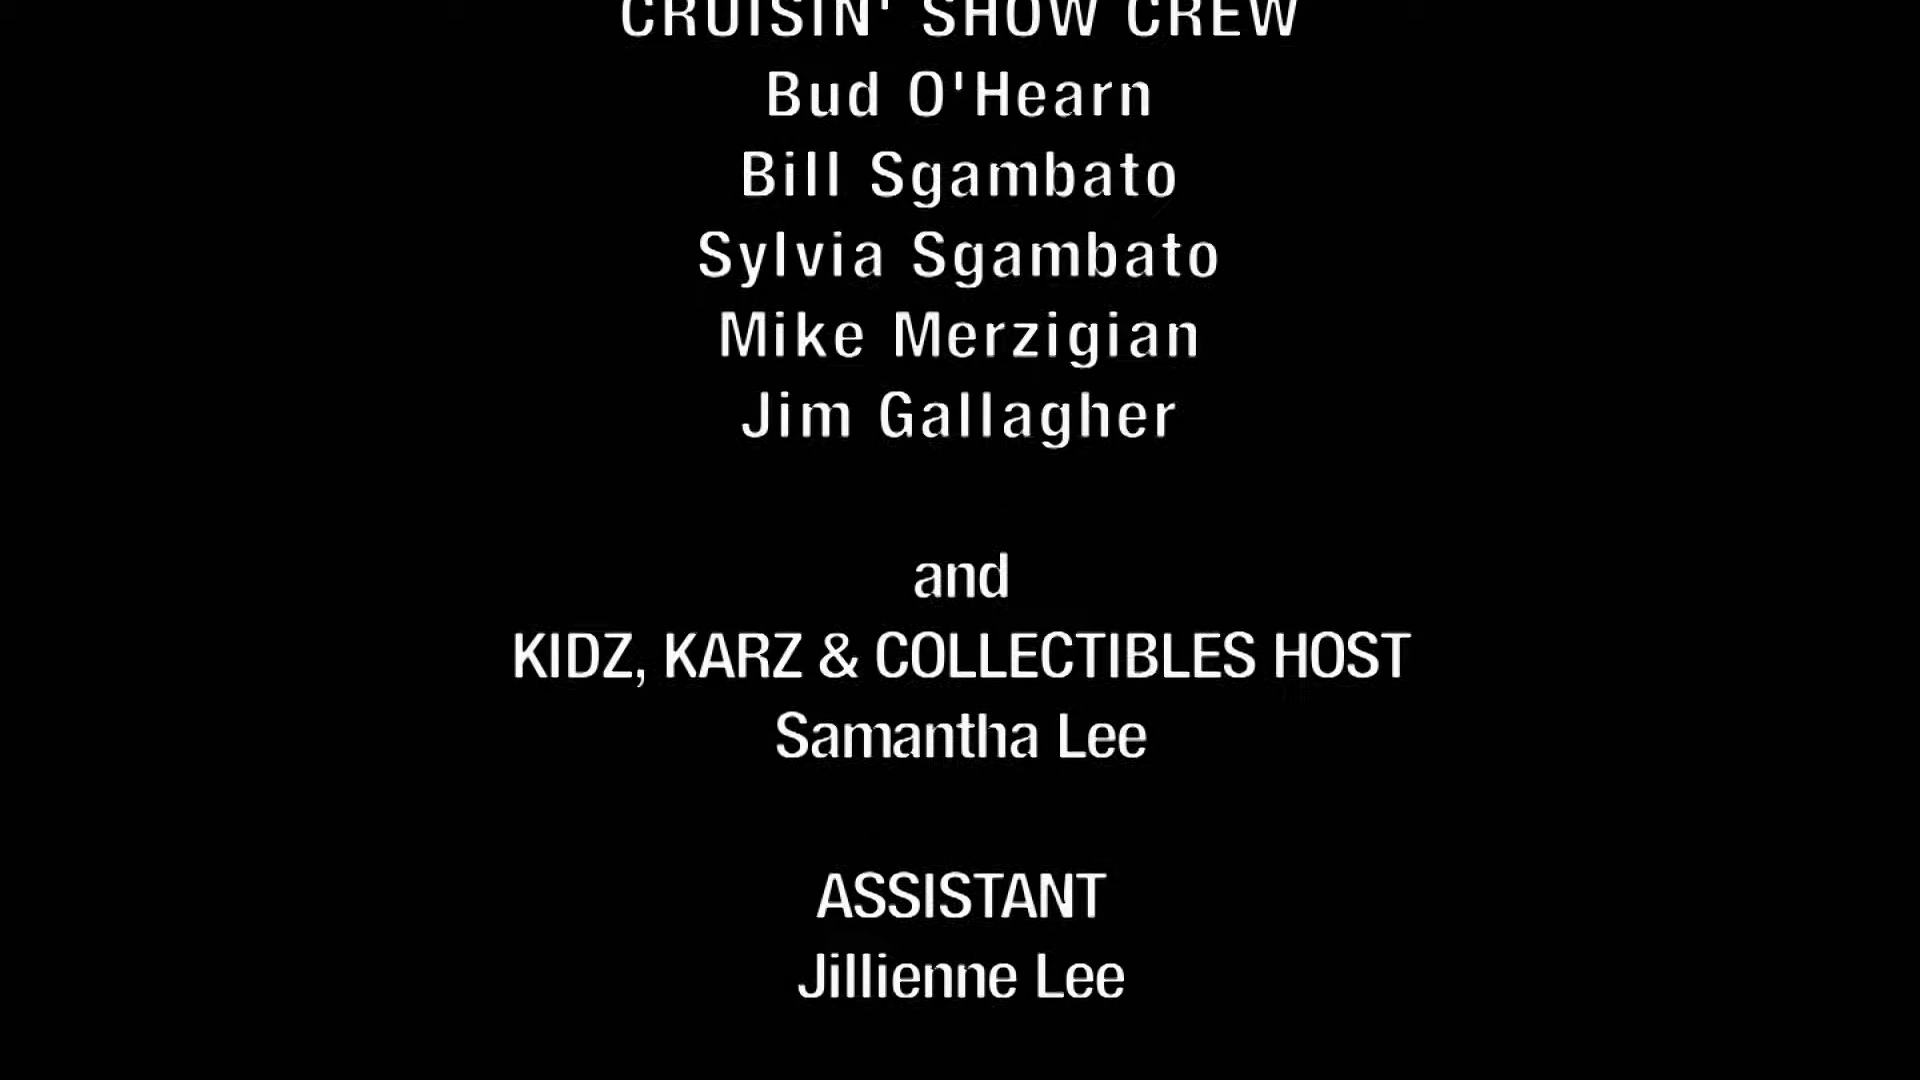 CRUISIN' SHOW CREW
Bud O'Hearn
Bill Sgambato
Sylvia Sgambato
Mike Merzigian
Jim Gallagher
and
KIDZ, KARZ & COLLECTIBLES HOST
Samantha Lee
ASSISTANT
Jillienne Lee